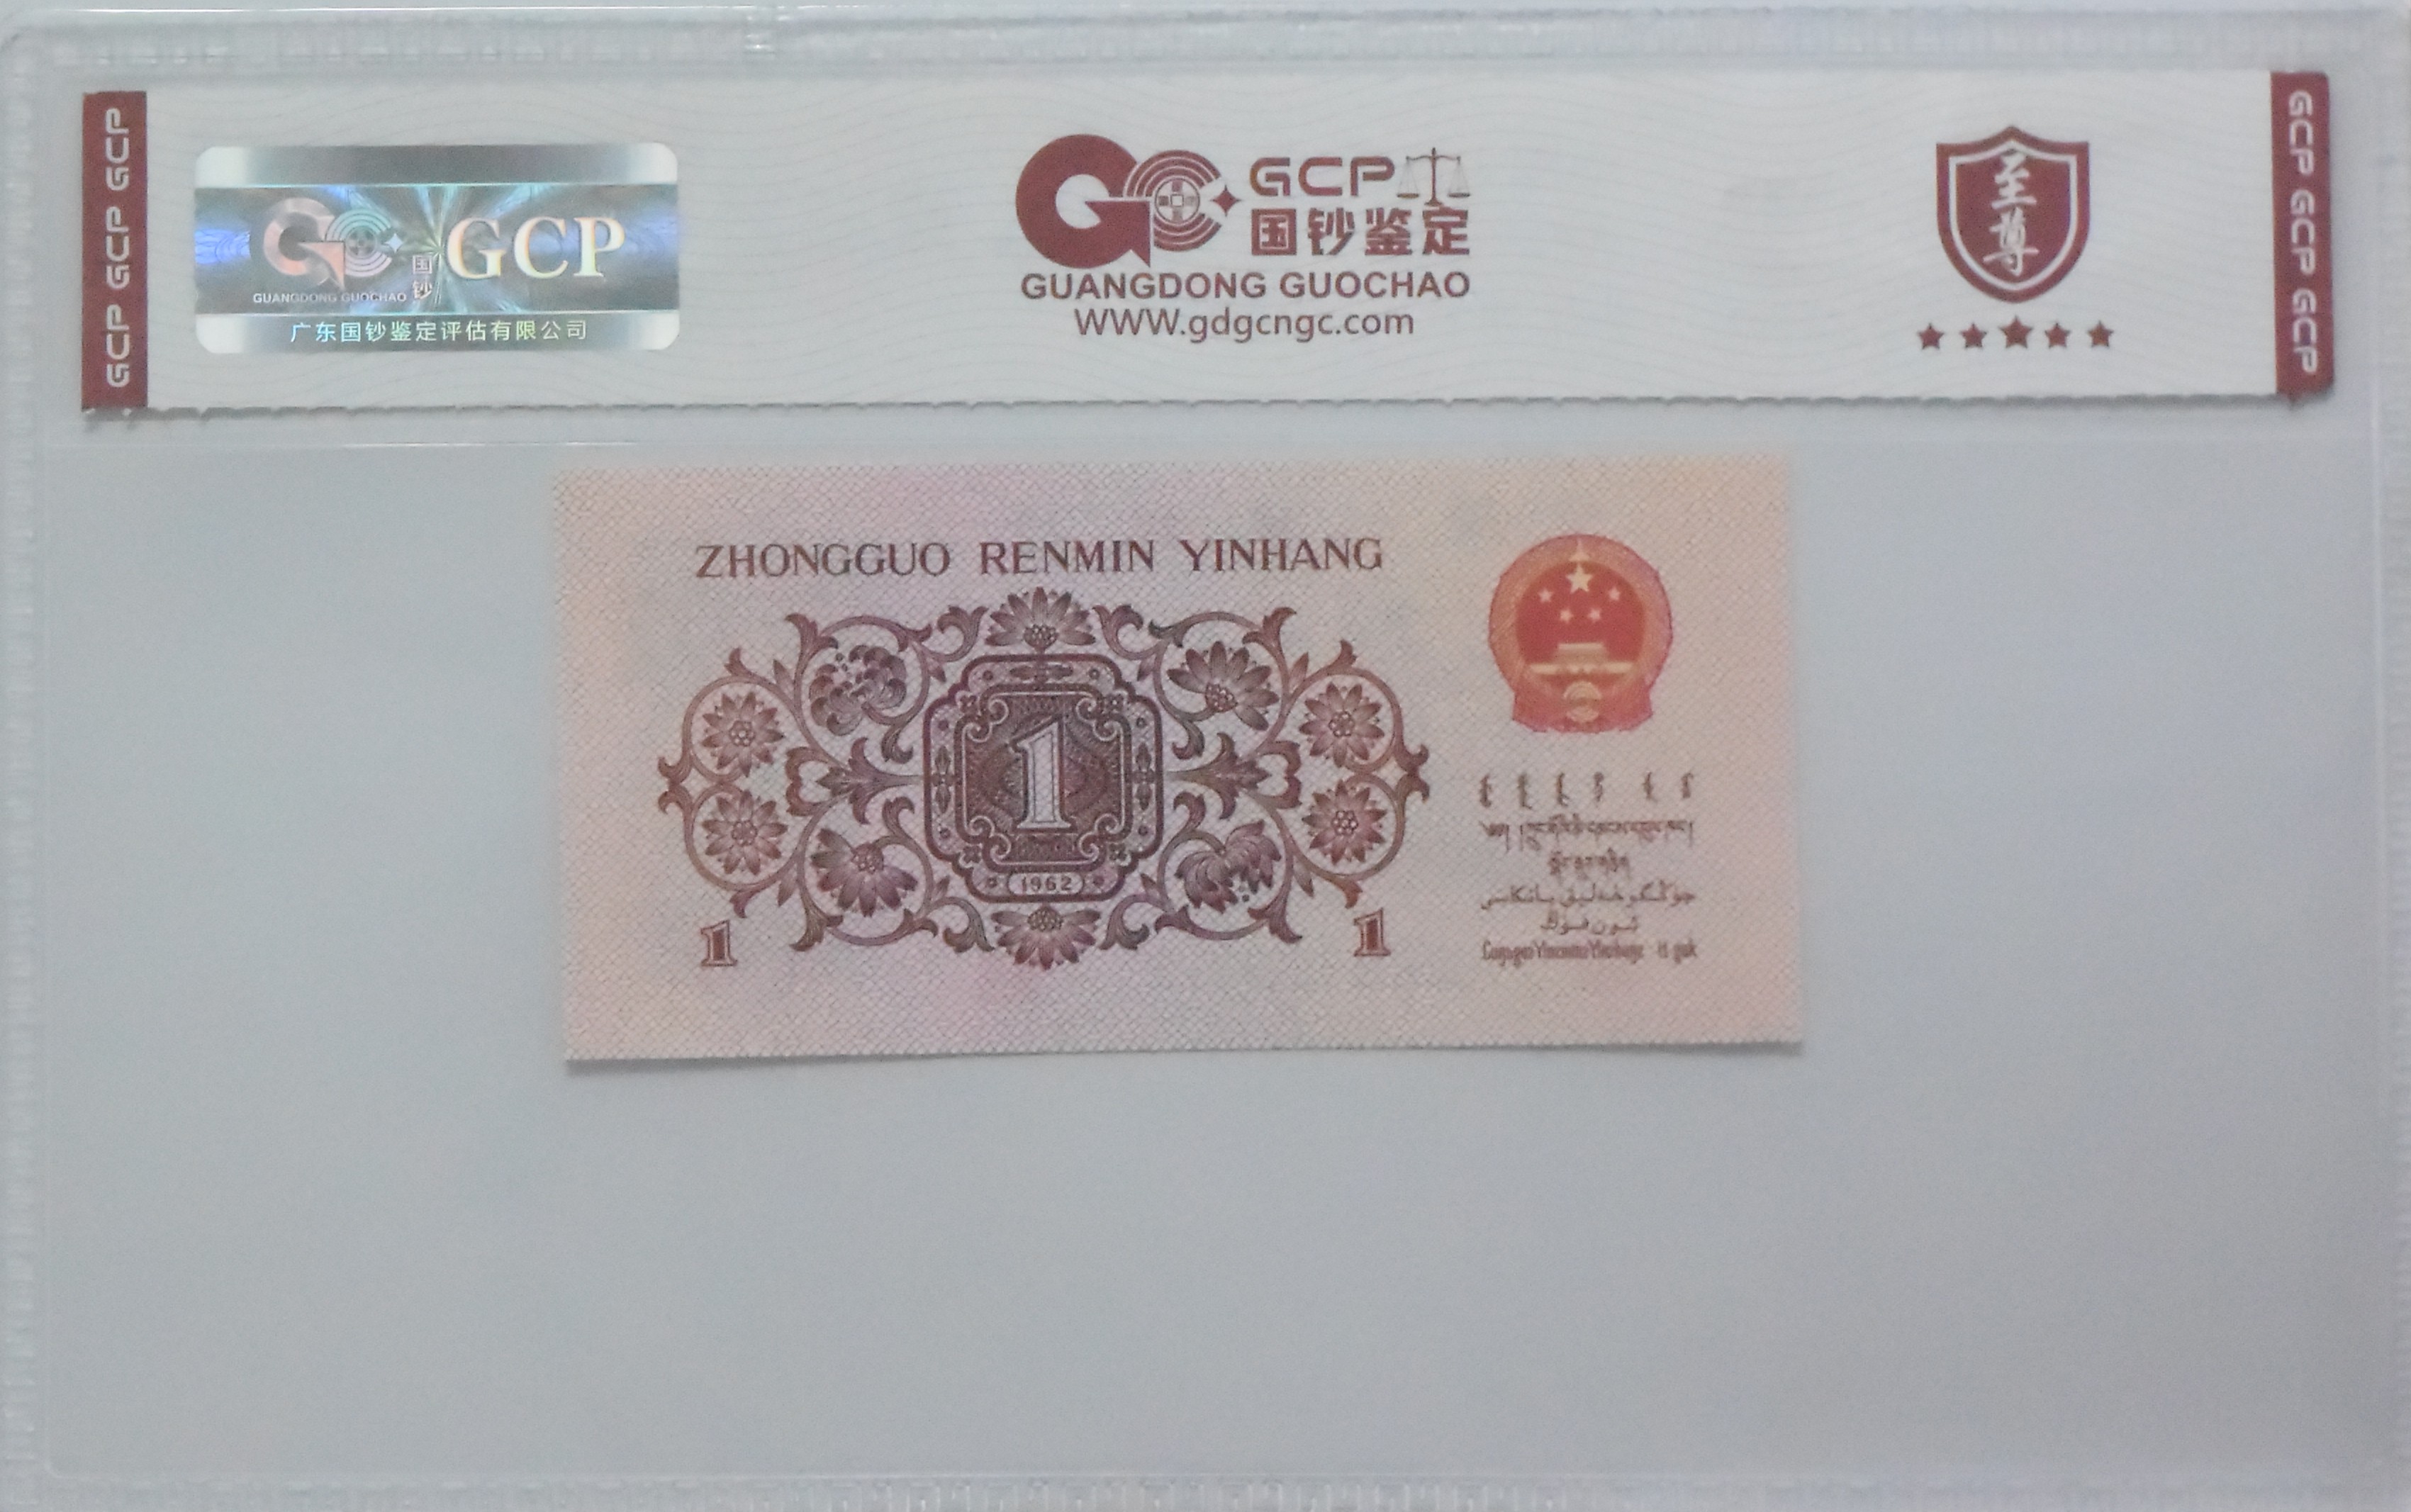 GCP GCP GCP
GUANGDONG GUOCHAO
国钞
GCP
广东国钞鉴定评估有限公司
GCP
国钞鉴定
GUANGDONG GUOCHAO
WWW.gdgcngc.com
至尊
GCP GCP GCP
ZHONGGUO RENMIN YINHANG
1
1962
1
1